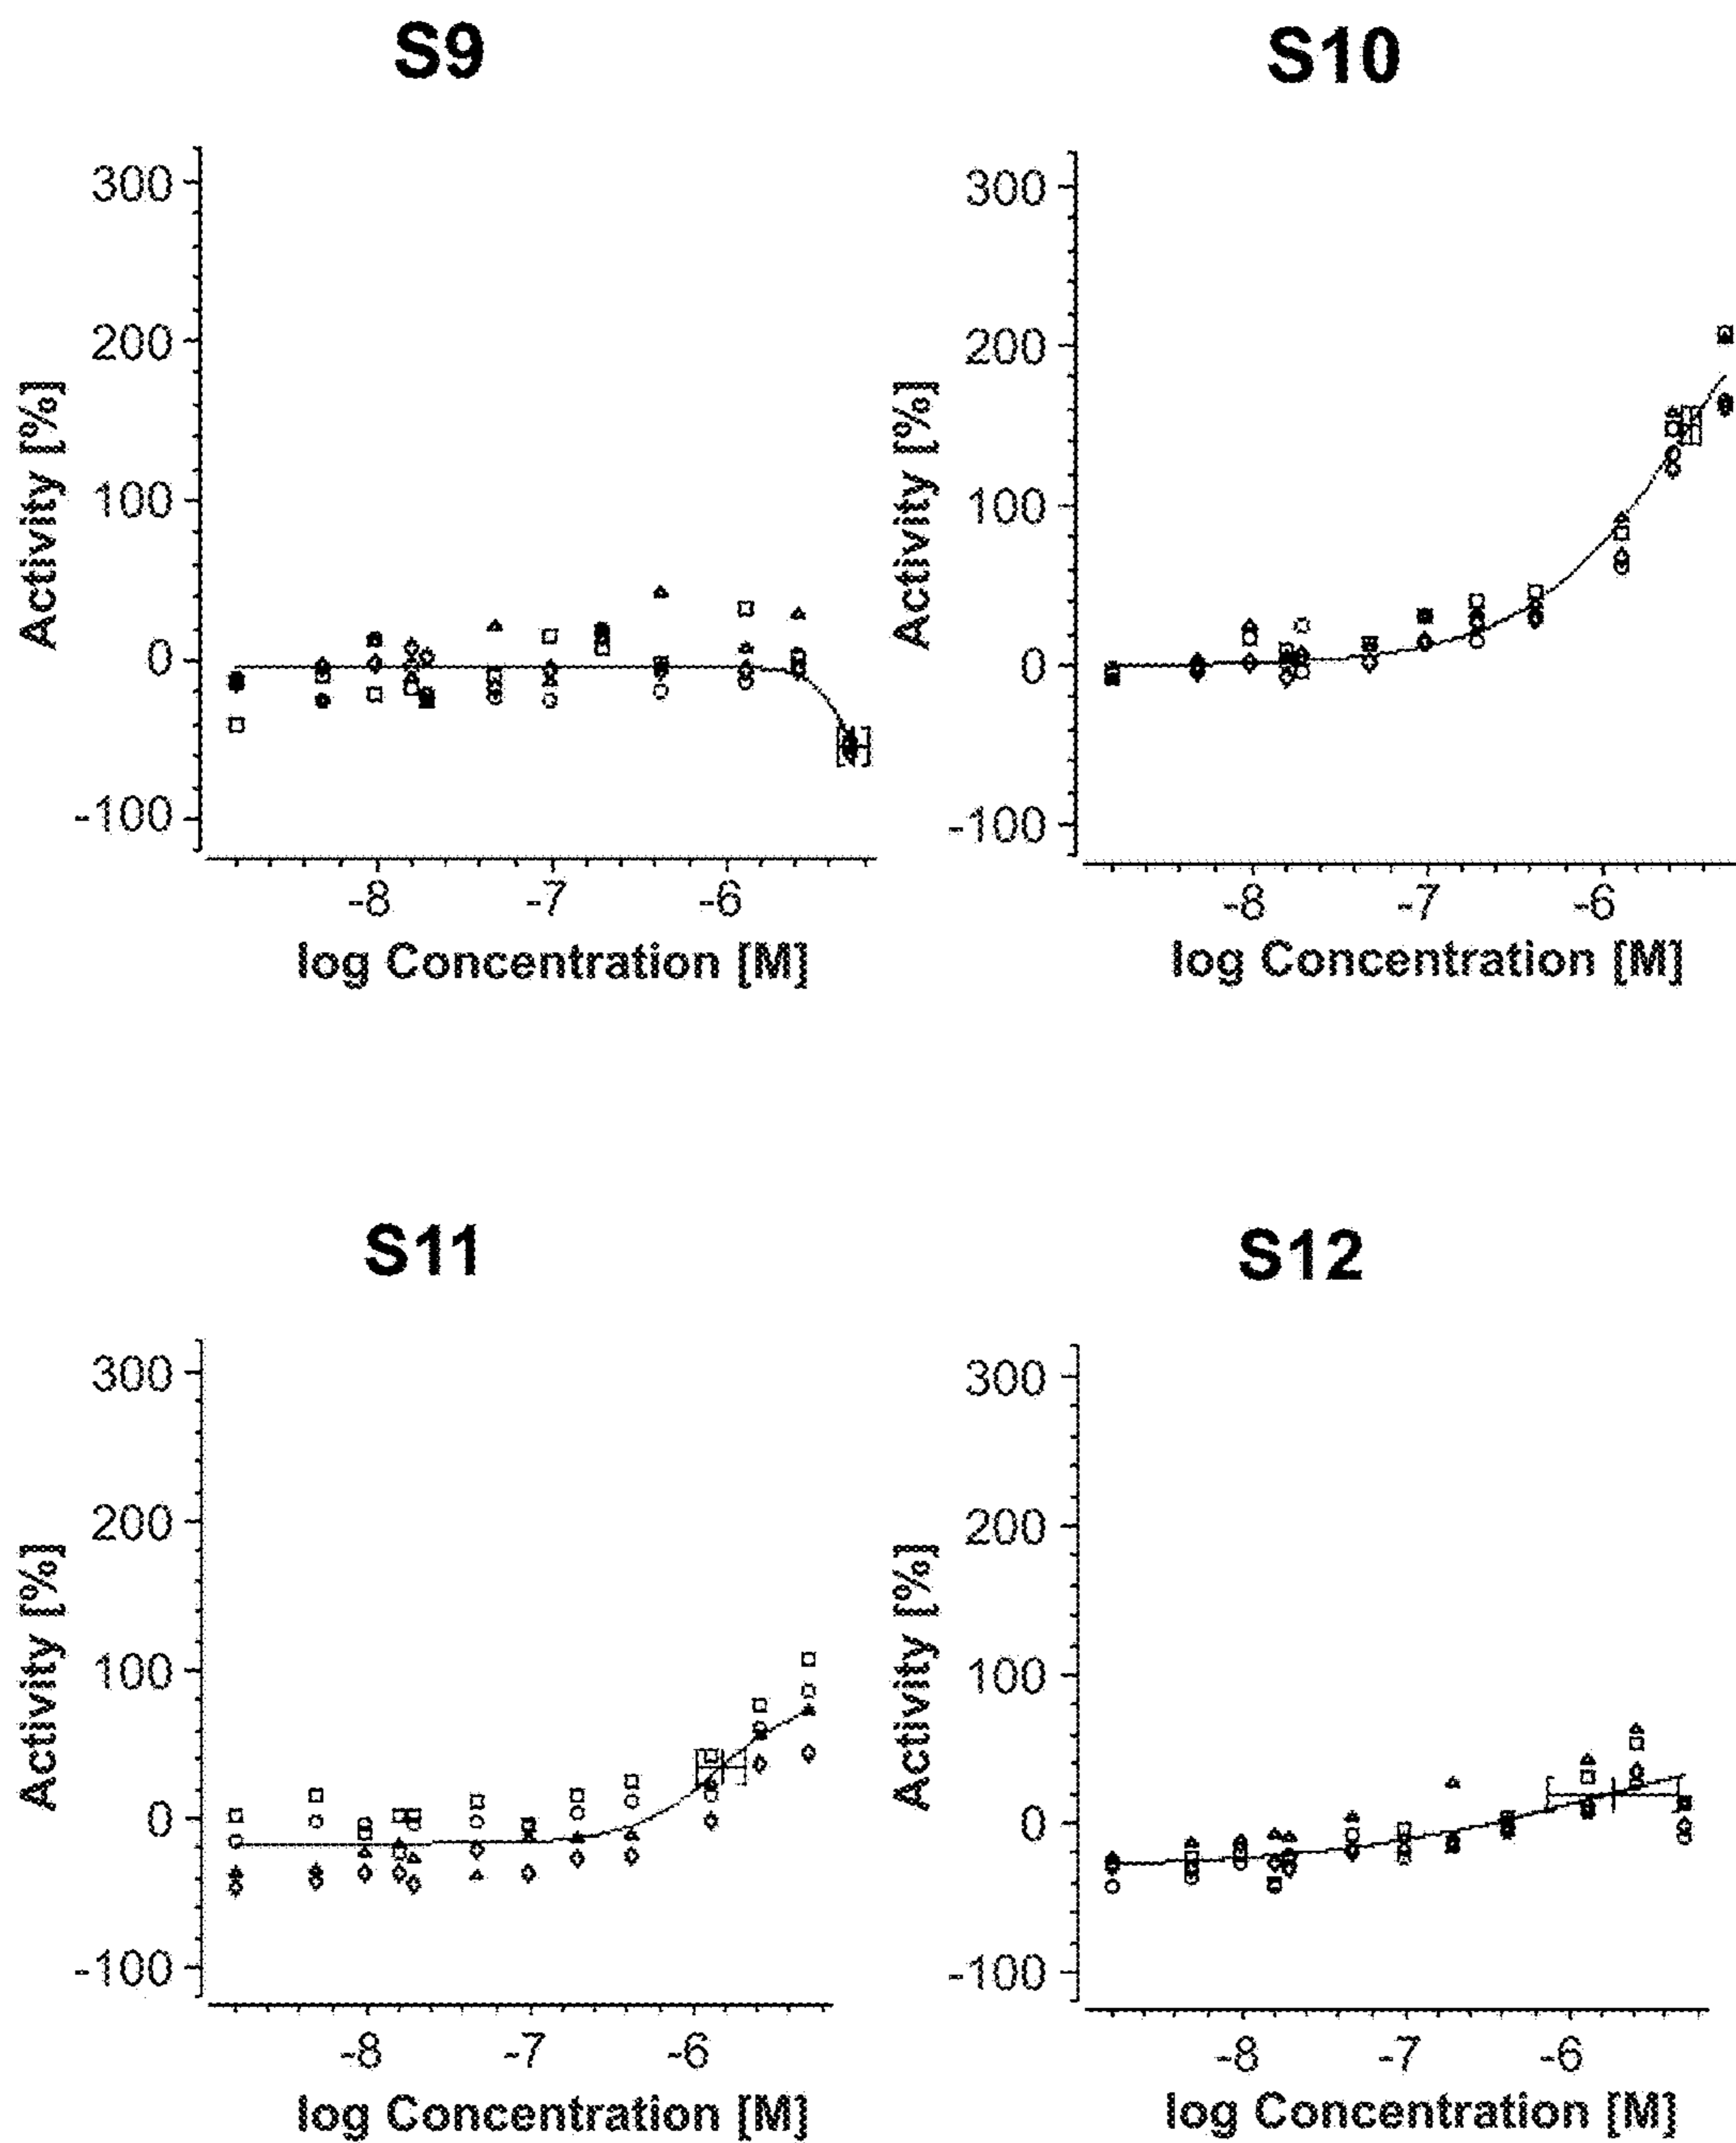 S9
S10
300
200
100
0
-100
Activity [%]
-8 -7 -6
log Concentration [M]
300
200
100
0
-100
Activity [%]
-8 -7 -6
log Concentration [M]
S11
S12
300
200
100
0
-100
Activity [%]
-8 -7 -6
log Concentration [M]
300
200
100
0
-100
Activity [%]
-8 -7 -6
log Concentration [M]